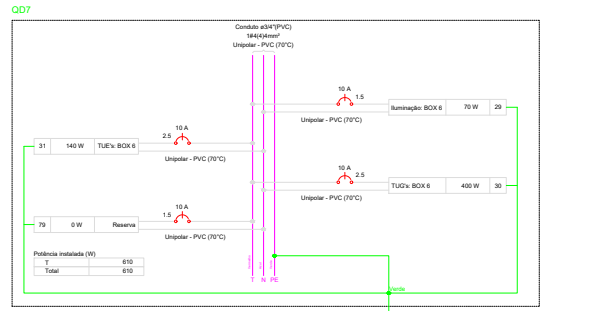 QD7
Conduto ø3/4"(PVC)
1#4(4)4mm²
Unipolar - PVC (70°C)
10 A
1.5
Iluminação: BOX 6 70 W 29
Unipolar - PVC (70°C)
10 A
2.5
31 140 W TUE's: BOX 6
Unipolar - PVC (70°C)
10 A
2.5
TUG's: BOX 6 400 W 30
Unipolar - PVC (70°C)
10 A
1.5
79 0 W Reserva
Unipolar - PVC (70°C)
Potência instalada (W)
T 610
Total 610
T N PE
Verde